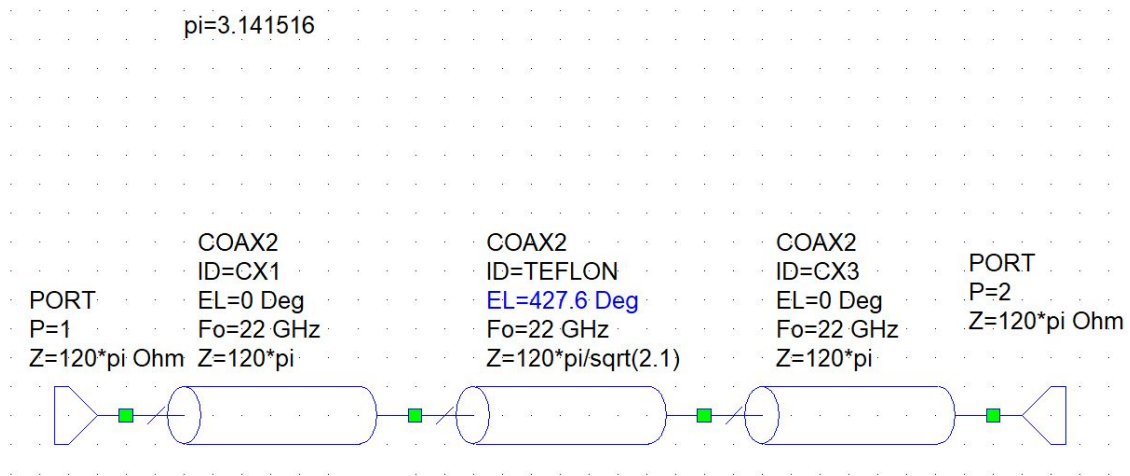 pi=3.141516
PORT
P=1
Z=120*pi Ohm
COAX2
ID=CX1
EL=0 Deg
Fo=22 GHz
Z=120*pi
COAX2
ID=TEFLON
EL=427.6 Deg
Fo=22 GHz
Z=120*pi/sqrt(2.1)
COAX2
ID=CX3
EL=0 Deg
Fo=22 GHz
Z=120*pi
PORT
P=2
Z=120*pi Ohm